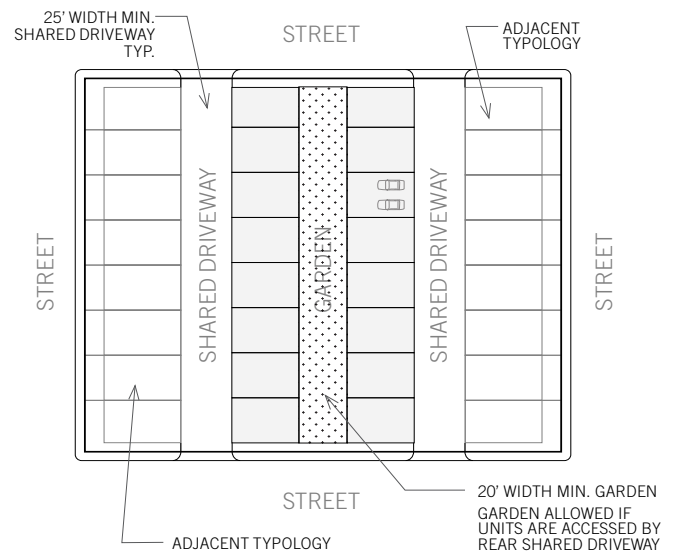 25' WIDTH MIN.
SHARED DRIVEWAY
TYP.
STREET
ADJACENT
TYPOLOGY
STREET
SHARED DRIVEWAY
GARDEN
SHARED DRIVEWAY
STREET
STREET
20' WIDTH MIN. GARDEN
GARDEN ALLOWED IF
UNITS ARE ACCESSED BY
REAR SHARED DRIVEWAY
ADJACENT TYPOLOGY